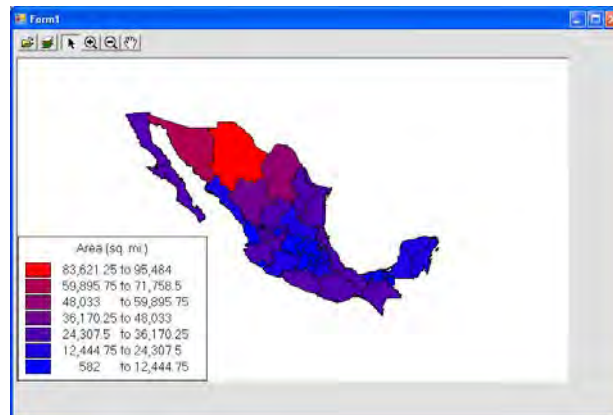 Form1
Area (sq. mi.)
83,621.25 to 95,484
59,895.75 to 71,758.5
48,033 to 59,895.75
36,170.25 to 48,033
24,307.5 to 36,170.25
12,444.75 to 24,307.5
582 to 12,444.75